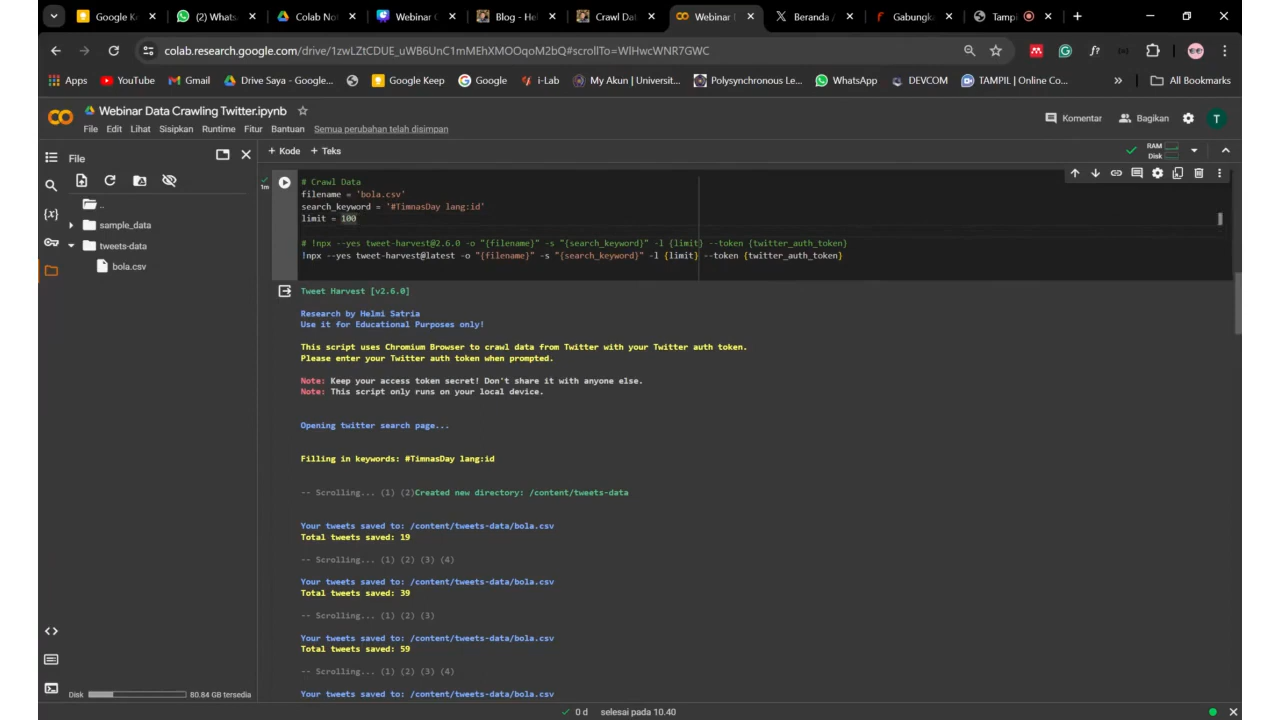 Google K
(2) Whats
Colab No
Webinar
Blog - He
Crawl Dat
Webinar
Beranda /
Gabungk
Tampi
colab.research.google.com/drive/1zwLZtCDUE_uWB6UnC1mMEhXMOOqoM2bQ#scrollTo=WlHwcWNR7GWC
Apps
YouTube
Gmail
Drive Saya - Google...
Google Keep
Google
i-Lab
My Akun | Universit...
Polysynchronous Le...
WhatsApp
DEVCOM
TAMPIL | Online Co...
All Bookmarks
Webinar Data Crawling Twitter.ipynb
File Edit Lihat Sisipkan Runtime Fitur Bantuan Semua perubahan telah disimpan
Komentar
Bagikan
T
File
+ Kode + Teks
RAM
Disk
..
sample_data
tweets-data
bola.csv
1m
# Crawl Data
filename = 'bola.csv'
search_keyword = '#TimnasDay lang:id'
limit = 100
# !npx --yes tweet-harvest@2.6.0 -o "{filename}" -s "{search_keyword}" -l {limit} --token {twitter_auth_token}
!npx --yes tweet-harvest@latest -o "{filename}" -s "{search_keyword}" -l {limit} --token {twitter_auth_token}
Tweet Harvest [v2.6.0]
Research by Helmi Satria
Use it for Educational Purposes only!
This script uses Chromium Browser to crawl data from Twitter with your Twitter auth token.
Please enter your Twitter auth token when prompted.
Note: Keep your access token secret! Don't share it with anyone else.
Note: This script only runs on your local device.
Opening twitter search page...
Filling in keywords: #TimnasDay lang:id
-- Scrolling... (1) (2)Created new directory: /content/tweets-data
Your tweets saved to: /content/tweets-data/bola.csv
Total tweets saved: 19
-- Scrolling... (1) (2) (3) (4)
Your tweets saved to: /content/tweets-data/bola.csv
Total tweets saved: 39
-- Scrolling... (1) (2) (3)
Your tweets saved to: /content/tweets-data/bola.csv
Total tweets saved: 59
-- Scrolling... (1) (2) (3) (4)
Your tweets saved to: /content/tweets-data/bola.csv
Disk
80.84 GB tersedia
0 d selesai pada 10.40